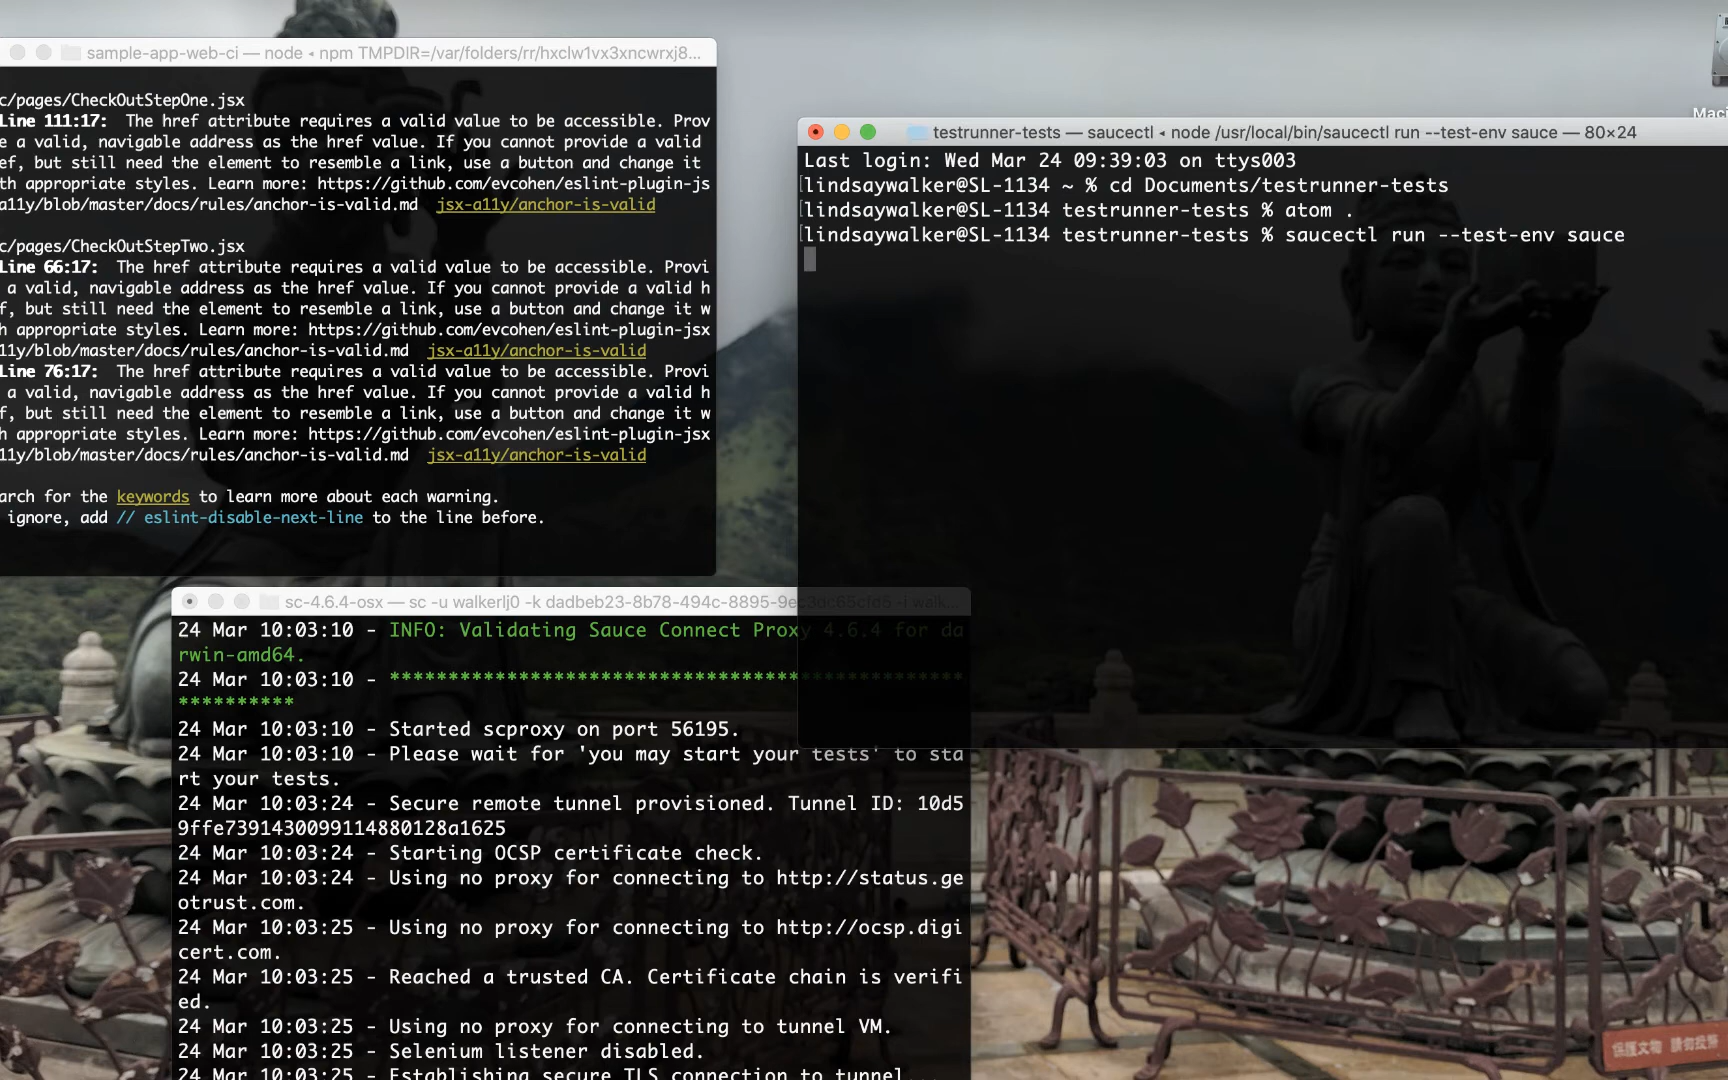 sample-app-web-ci — node ◂ npm TMPDIR=/var/folders/rr/hxclw1vx3xncwrxj8...
c/pages/CheckOutStepOne.jsx
Line 111:17:  The href attribute requires a valid value to be accessible. Prov
e a valid, navigable address as the href value. If you cannot provide a valid
ef, but still need the element to resemble a link, use a button and change it
th appropriate styles. Learn more: https://github.com/evcohen/eslint-plugin-js
a11y/blob/master/docs/rules/anchor-is-valid.md  jsx-a11y/anchor-is-valid
c/pages/CheckOutStepTwo.jsx
Line 66:17:  The href attribute requires a valid value to be accessible. Provi
 a valid, navigable address as the href value. If you cannot provide a valid h
f, but still need the element to resemble a link, use a button and change it w
h appropriate styles. Learn more: https://github.com/evcohen/eslint-plugin-jsx
11y/blob/master/docs/rules/anchor-is-valid.md  jsx-a11y/anchor-is-valid
Line 76:17:  The href attribute requires a valid value to be accessible. Provi
 a valid, navigable address as the href value. If you cannot provide a valid h
f, but still need the element to resemble a link, use a button and change it w
h appropriate styles. Learn more: https://github.com/evcohen/eslint-plugin-jsx
11y/blob/master/docs/rules/anchor-is-valid.md  jsx-a11y/anchor-is-valid
arch for the keywords to learn more about each warning.
 ignore, add // eslint-disable-next-line to the line before.
Maci
testrunner-tests — saucectl ◂ node /usr/local/bin/saucectl run --test-env sauce — 80×24
Last login: Wed Mar 24 09:39:03 on ttys003
[lindsaywalker@SL-1134 ~ % cd Documents/testrunner-tests
[lindsaywalker@SL-1134 testrunner-tests % atom .
[lindsaywalker@SL-1134 testrunner-tests % saucectl run --test-env sauce
sc-4.6.4-osx — sc -u walkerlj0 -k dadbeb23-8b78-494c-8895-9ec3ac65cfd5 -i walk...
24 Mar 10:03:10 - INFO: Validating Sauce Connect Proxy 4.6.4 for da
rwin-amd64.
24 Mar 10:03:10 - *************************************************
**********
24 Mar 10:03:10 - Started scproxy on port 56195.
24 Mar 10:03:10 - Please wait for 'you may start your tests' to sta
rt your tests.
24 Mar 10:03:24 - Secure remote tunnel provisioned. Tunnel ID: 10d5
9ffe7391430099114880128a1625
24 Mar 10:03:24 - Starting OCSP certificate check.
24 Mar 10:03:24 - Using no proxy for connecting to http://status.ge
otrust.com.
24 Mar 10:03:25 - Using no proxy for connecting to http://ocsp.digi
cert.com.
24 Mar 10:03:25 - Reached a trusted CA. Certificate chain is verifi
ed.
24 Mar 10:03:25 - Using no proxy for connecting to tunnel VM.
24 Mar 10:03:25 - Selenium listener disabled.
24 Mar 10:03:25 - Establishing secure TLS connection to tunnel...
保護文物